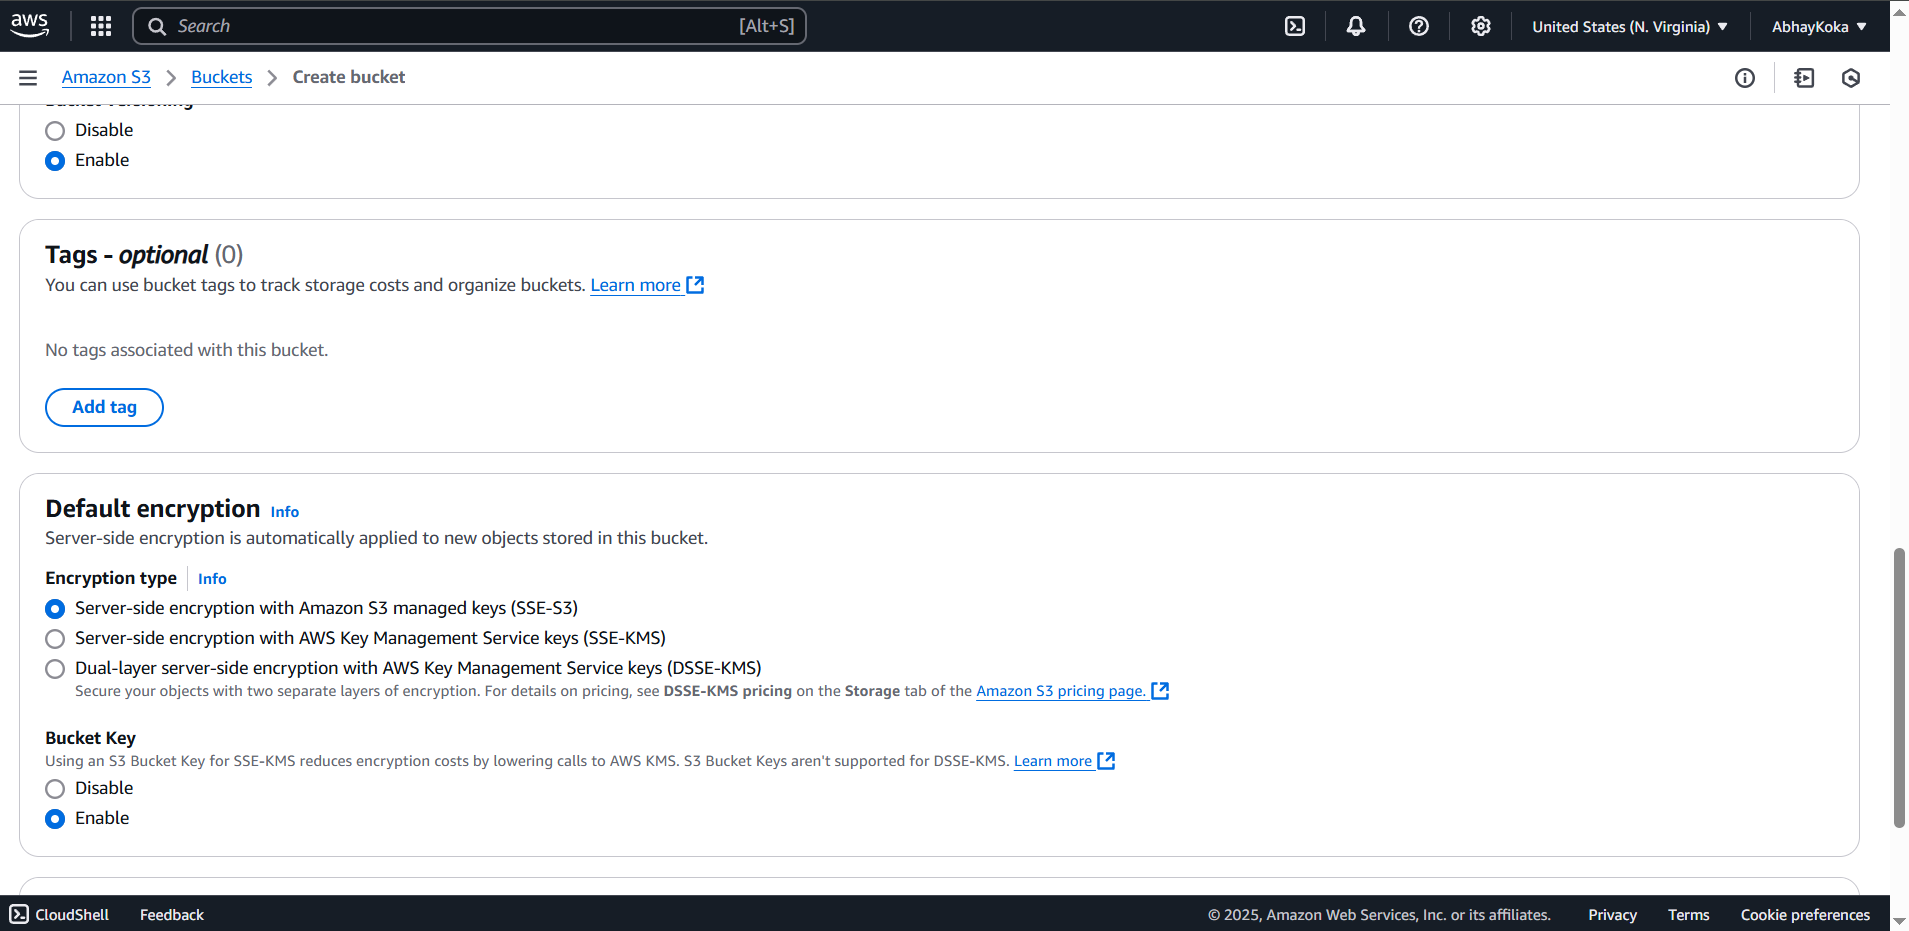 aws
Search [Alt+S]
United States (N. Virginia)
AbhayKoka
Amazon S3
Buckets
Create bucket
Bucket Versioning
Disable
Enable
Tags - optional (0)
You can use bucket tags to track storage costs and organize buckets. Learn more
No tags associated with this bucket.
Add tag
Default encryption Info
Server-side encryption is automatically applied to new objects stored in this bucket.
Encryption type Info
Server-side encryption with Amazon S3 managed keys (SSE-S3)
Server-side encryption with AWS Key Management Service keys (SSE-KMS)
Dual-layer server-side encryption with AWS Key Management Service keys (DSSE-KMS)
Secure your objects with two separate layers of encryption. For details on pricing, see DSSE-KMS pricing on the Storage tab of the Amazon S3 pricing page.
Bucket Key
Using an S3 Bucket Key for SSE-KMS reduces encryption costs by lowering calls to AWS KMS. S3 Bucket Keys aren't supported for DSSE-KMS. Learn more
Disable
Enable
CloudShell
Feedback
© 2025, Amazon Web Services, Inc. or its affiliates.
Privacy
Terms
Cookie preferences